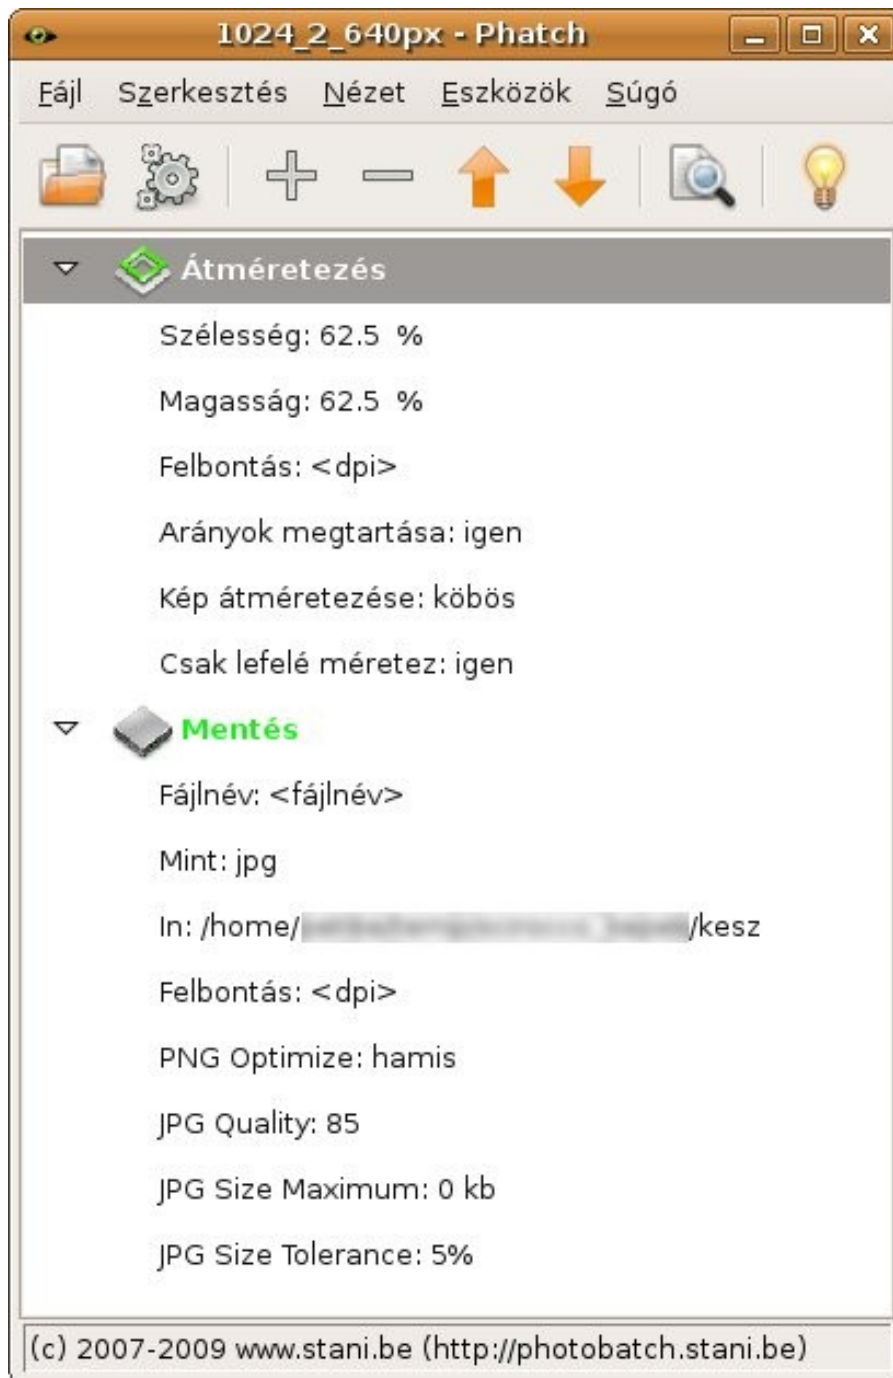 1024_2_640px - Phatch
Fájl Szerkesztés Nézet Eszközök Súgó
Átméretezés
Szélesség: 62.5 %
Magasság: 62.5 %
Felbontás: <dpi>
Arányok megtartása: igen
Kép átméretezése: köbös
Csak lefelé méretez: igen
Mentés
Fájlnév: <fájlnév>
Mint: jpg
In: /home/ /kesz
Felbontás: <dpi>
PNG Optimize: hamis
JPG Quality: 85
JPG Size Maximum: 0 kb
JPG Size Tolerance: 5%
(c) 2007-2009 www.stani.be (http://photobatch.stani.be)